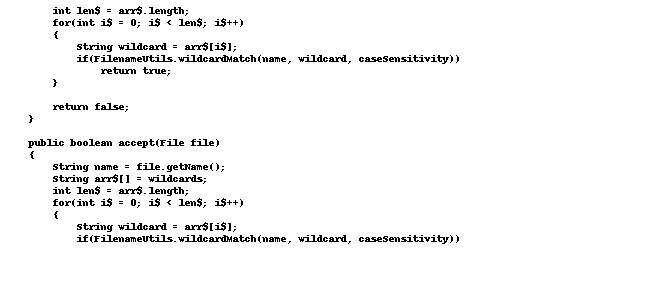 int len$ = arr$.length;
for(int i$ = 0; i$ < len$; i$++)
{
String wildcard = arr$[i$];
if(FilenameUtils.wildcardMatch(name, wildcard, caseSensitivity))
return true;
}
return false;
}
public boolean accept(File file)
{
String name = file.getName();
String arr$[] = wildcards;
int len$ = arr$.length;
for(int i$ = 0; i$ < len$; i$++)
{
String wildcard = arr$[i$];
if(FilenameUtils.wildcardMatch(name, wildcard, caseSensitivity))